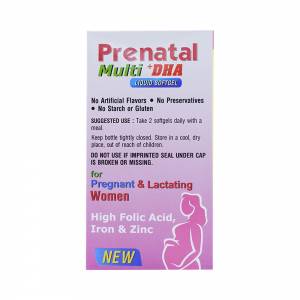 Prenatal
Multi +DHA
LIQUID SOFTGEL
No Artificial Flavors • No Preservatives
• No Starch or Gluten
SUGGESTED USE : Take 2 softgels daily with a
meal.
Keep bottle tightly closed. Store in a cool, dry
place, out of reach of children.
DO NOT USE IF IMPRINTED SEAL UNDER CAP
IS BROKEN OR MISSING.
for
Pregnant & Lactating
Women
High Folic Acid,
Iron & Zinc
NEW